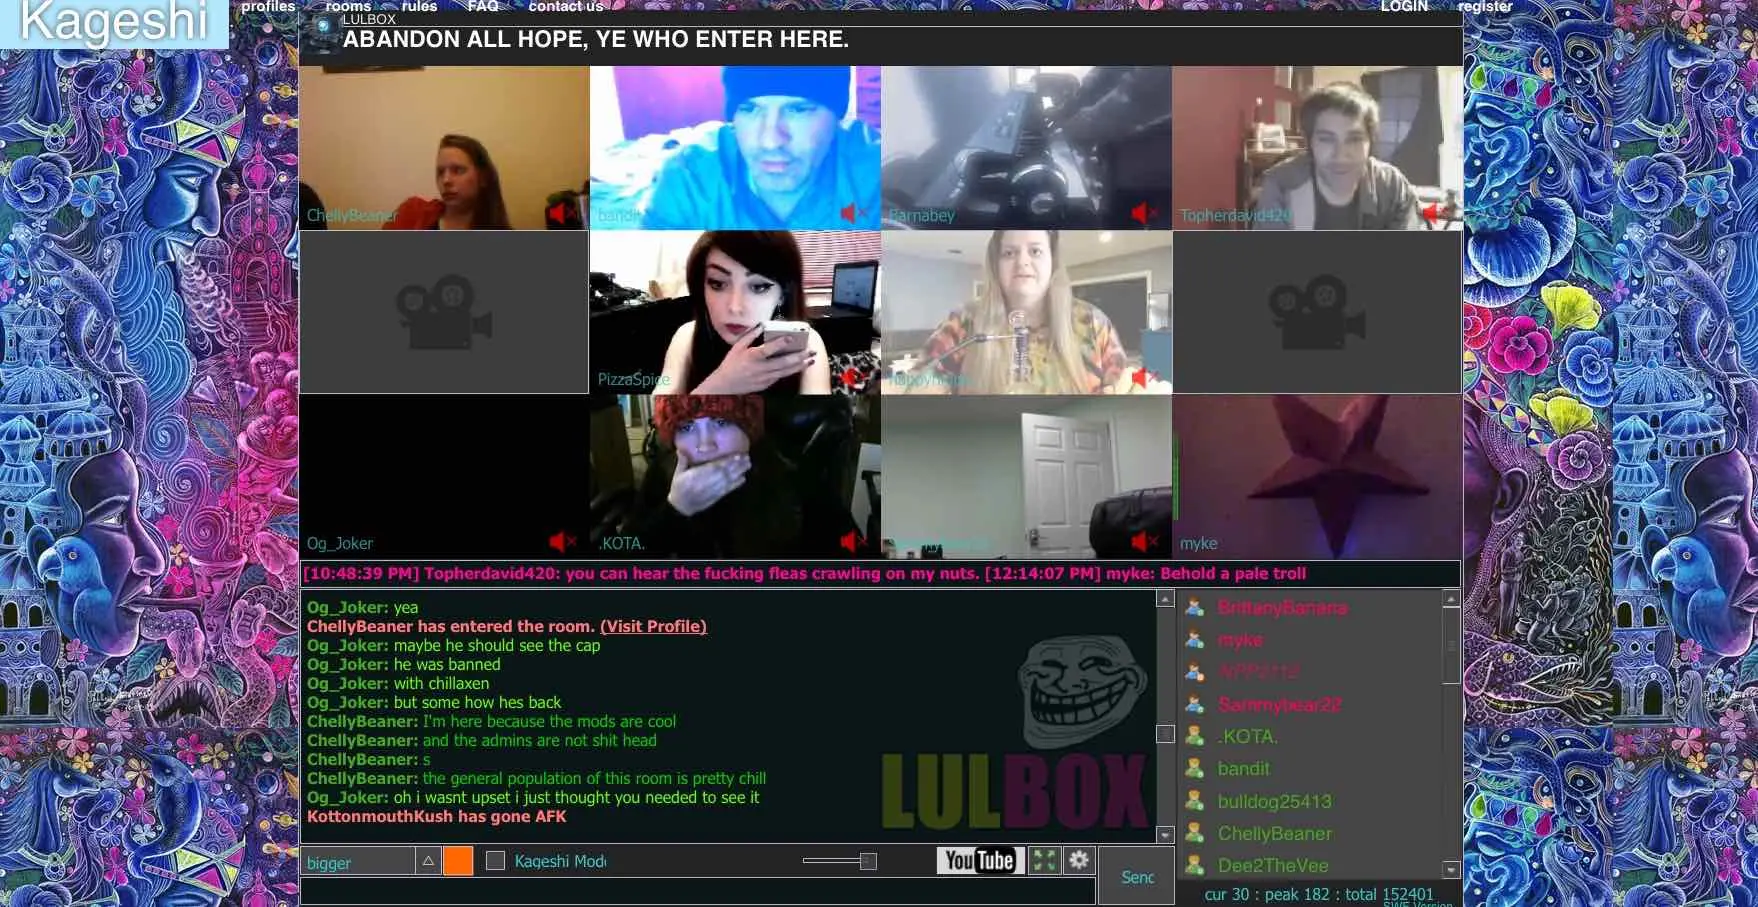 Kageshi
profiles rooms rules FAQ contact us LOGIN register
LULBOX
ABANDON ALL HOPE, YE WHO ENTER HERE.
ChellyBeaner
bandit
Barnabey
Topherdavid420
PizzaSpice
Og_Joker
.KOTA.
myke
[10:48:39 PM] Topherdavid420: you can hear the fucking fleas crawling on my nuts. [12:14:07 PM] myke: Behold a pale troll
Og_Joker: yea
ChellyBeaner has entered the room. (Visit Profile)
Og_Joker: maybe he should see the cap
Og_Joker: he was banned
Og_Joker: with chillaxen
Og_Joker: but some how hes back
ChellyBeaner: I'm here because the mods are cool
ChellyBeaner: and the admins are not shit head
ChellyBeaner: s
ChellyBeaner: the general population of this room is pretty chill
Og_Joker: oh i wasnt upset i just thought you needed to see it
KottonmouthKush has gone AFK
LULBOX
BrittanyBanana
myke
Sammybear22
.KOTA.
bandit
bulldog25413
ChellyBeaner
Dee2TheVee
bigger
Kageshi Mod
YouTube
Senc
cur 30 : peak 182 : total 152401
SWF Version